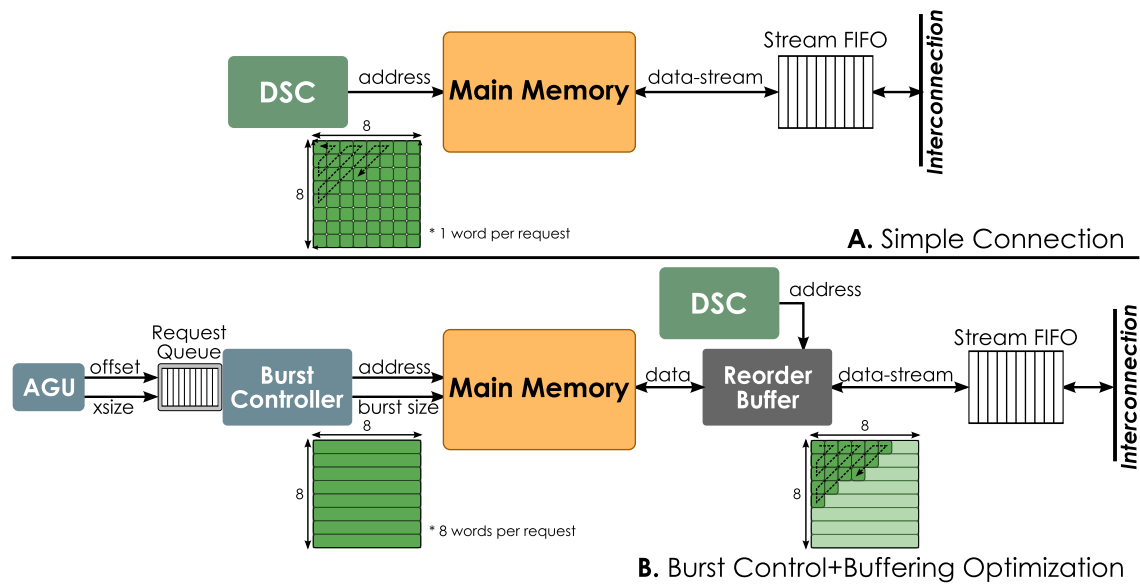 DSC
address
Main Memory
data-stream
Stream FIFO
Interconnection
8
8
* 1 word per request
A. Simple Connection
DSC
address
AGU
offset
xsize
Request
Queue
Burst
Controller
address
burst size
Main Memory
data
Reorder
Buffer
data-stream
Stream FIFO
Interconnection
8
8
* 8 words per request
8
8
B. Burst Control+Buffering Optimization